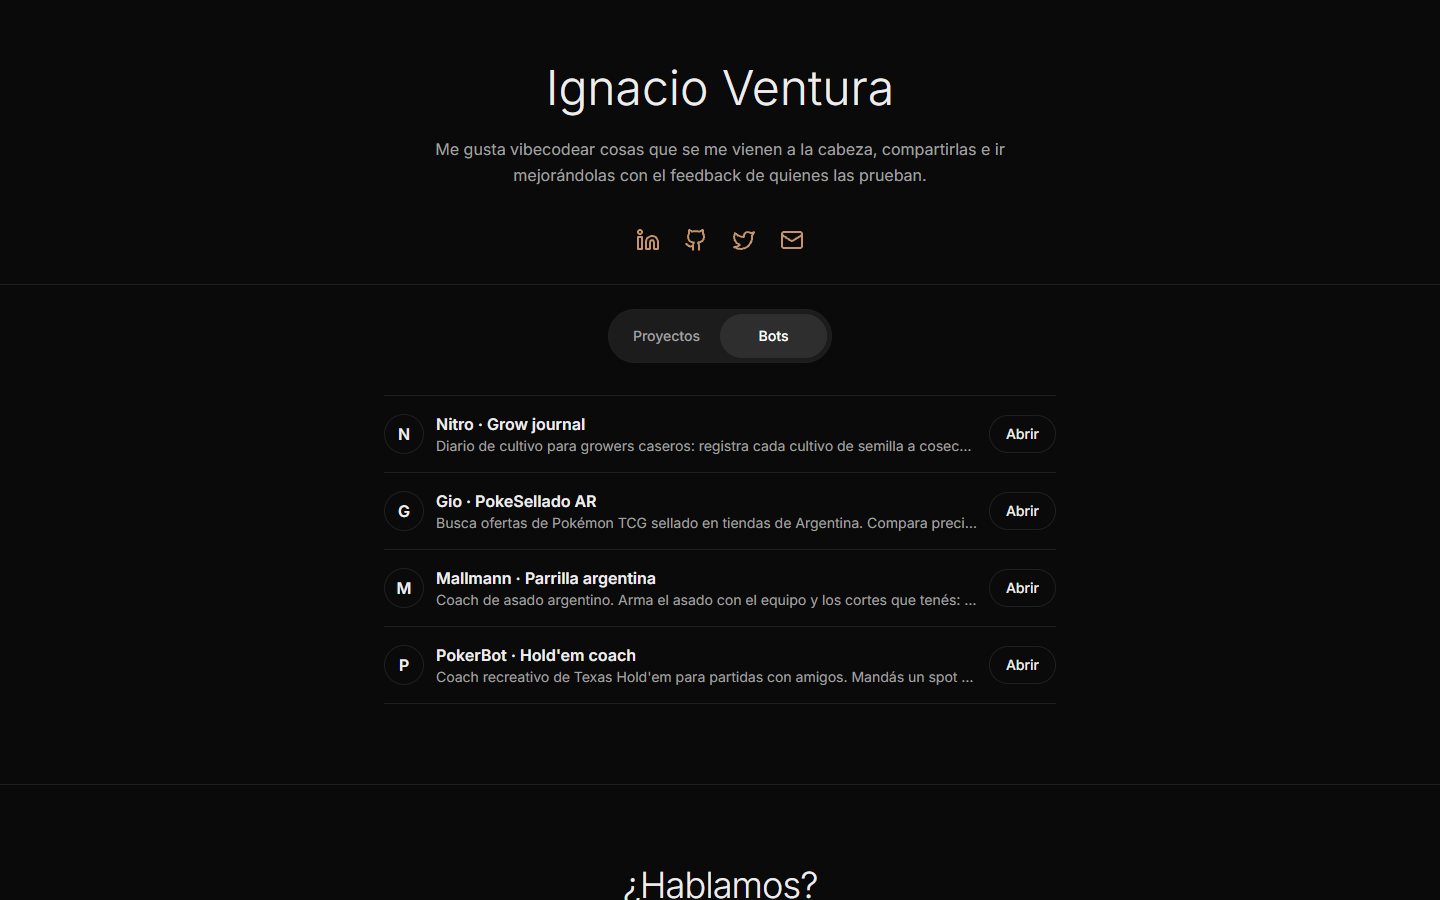 Ignacio Ventura
Me gusta vibecodear cosas que se me vienen a la cabeza, compartirlas e ir
mejorándolas con el feedback de quienes las prueban.
Proyectos
Bots
N
Nitro · Grow journal
Diario de cultivo para growers caseros: registra cada cultivo de semilla a cosec...
Abrir
G
Gio · PokeSellado AR
Busca ofertas de Pokémon TCG sellado en tiendas de Argentina. Compara preci...
Abrir
M
Mallmann · Parrilla argentina
Coach de asado argentino. Arma el asado con el equipo y los cortes que tenés: ...
Abrir
P
PokerBot · Hold'em coach
Coach recreativo de Texas Hold'em para partidas con amigos. Mandás un spot ...
Abrir
¿Hablamos?